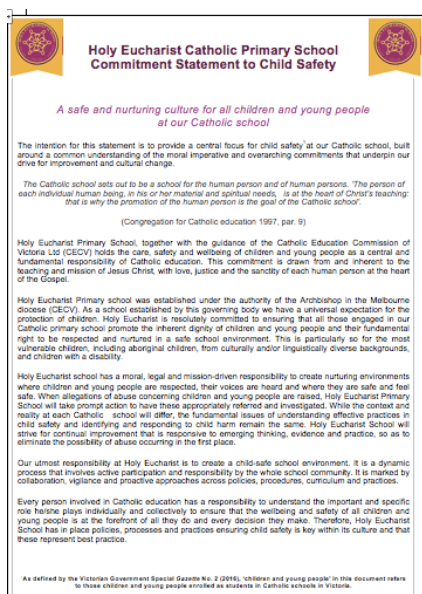 Holy Eucharist Catholic Primary School
Commitment Statement to Child Safety
A safe and nurturing culture for all children and young people
at our Catholic school
The intention for this statement is to provide a central focus for child safety¹ at our Catholic school, built
around a common understanding of the moral imperative and overarching commitments that underpin our
drive for improvement and cultural change.
The Catholic school sets out to be a school for the human person and of human persons. 'The person of
each individual human being, in his or her material and spiritual needs, is at the heart of Christ's teaching:
that is why the promotion of the human person is the goal of the Catholic school'.
(Congregation for Catholic education 1997, par. 9)
Holy Eucharist Primary School, together with the guidance of the Catholic Education Commission of
Victoria Ltd (CECV) holds the care, safety and wellbeing of children and young people as a central and
fundamental responsibility of Catholic education. This commitment is drawn from and inherent to the
teaching and mission of Jesus Christ, with love, justice and the sanctity of each human person at the heart
of the Gospel.
Holy Eucharist Primary school was established under the authority of the Archbishop in the Melbourne
diocese (CECV). As a school established by this governing body we have a universal expectation for the
protection of children. Holy Eucharist is resolutely committed to ensuring that all those engaged in our
Catholic primary school promote the inherent dignity of children and young people and their fundamental
right to be respected and nurtured in a safe school environment. This is particularly so for the most
vulnerable children, including aboriginal children, from culturally and/or linguistically diverse backgrounds,
and children with a disability.
Holy Eucharist school has a moral, legal and mission-driven responsibility to create nurturing environments
where children and young people are respected, their voices are heard and where they are safe and feel
safe. When allegations of abuse concerning children and young people are raised, Holy Eucharist Primary
School will take prompt action to have these appropriately referred and investigated. While the context and
reality at each Catholic school will differ, the fundamental issues of understanding effective practices in
child safety and identifying and responding to child harm remain the same. Holy Eucharist School will
strive for continual improvement that is responsive to emerging thinking, evidence and practice, so as to
eliminate the possibility of abuse occurring in the first place.
Our utmost responsibility at Holy Eucharist is to create a child-safe school environment. It is a dynamic
process that involves active participation and responsibility by the whole school community. It is marked by
collaboration, vigilance and proactive approaches across policies, procedures, curriculum and practices.
Every person involved in Catholic education has a responsibility to understand the important and specific
role he/she plays individually and collectively to ensure that the wellbeing and safety of all children and
young people is at the forefront of all they do and every decision they make. Therefore, Holy Eucharist
School has in place policies, processes and practices ensuring child safety is key within its culture and that
these represent best practice.
¹As defined by the Victorian Government Special Gazette No. 2 (2016), 'children and young people' in this document refers
to those children and young people enrolled as students in Catholic schools in Victoria.